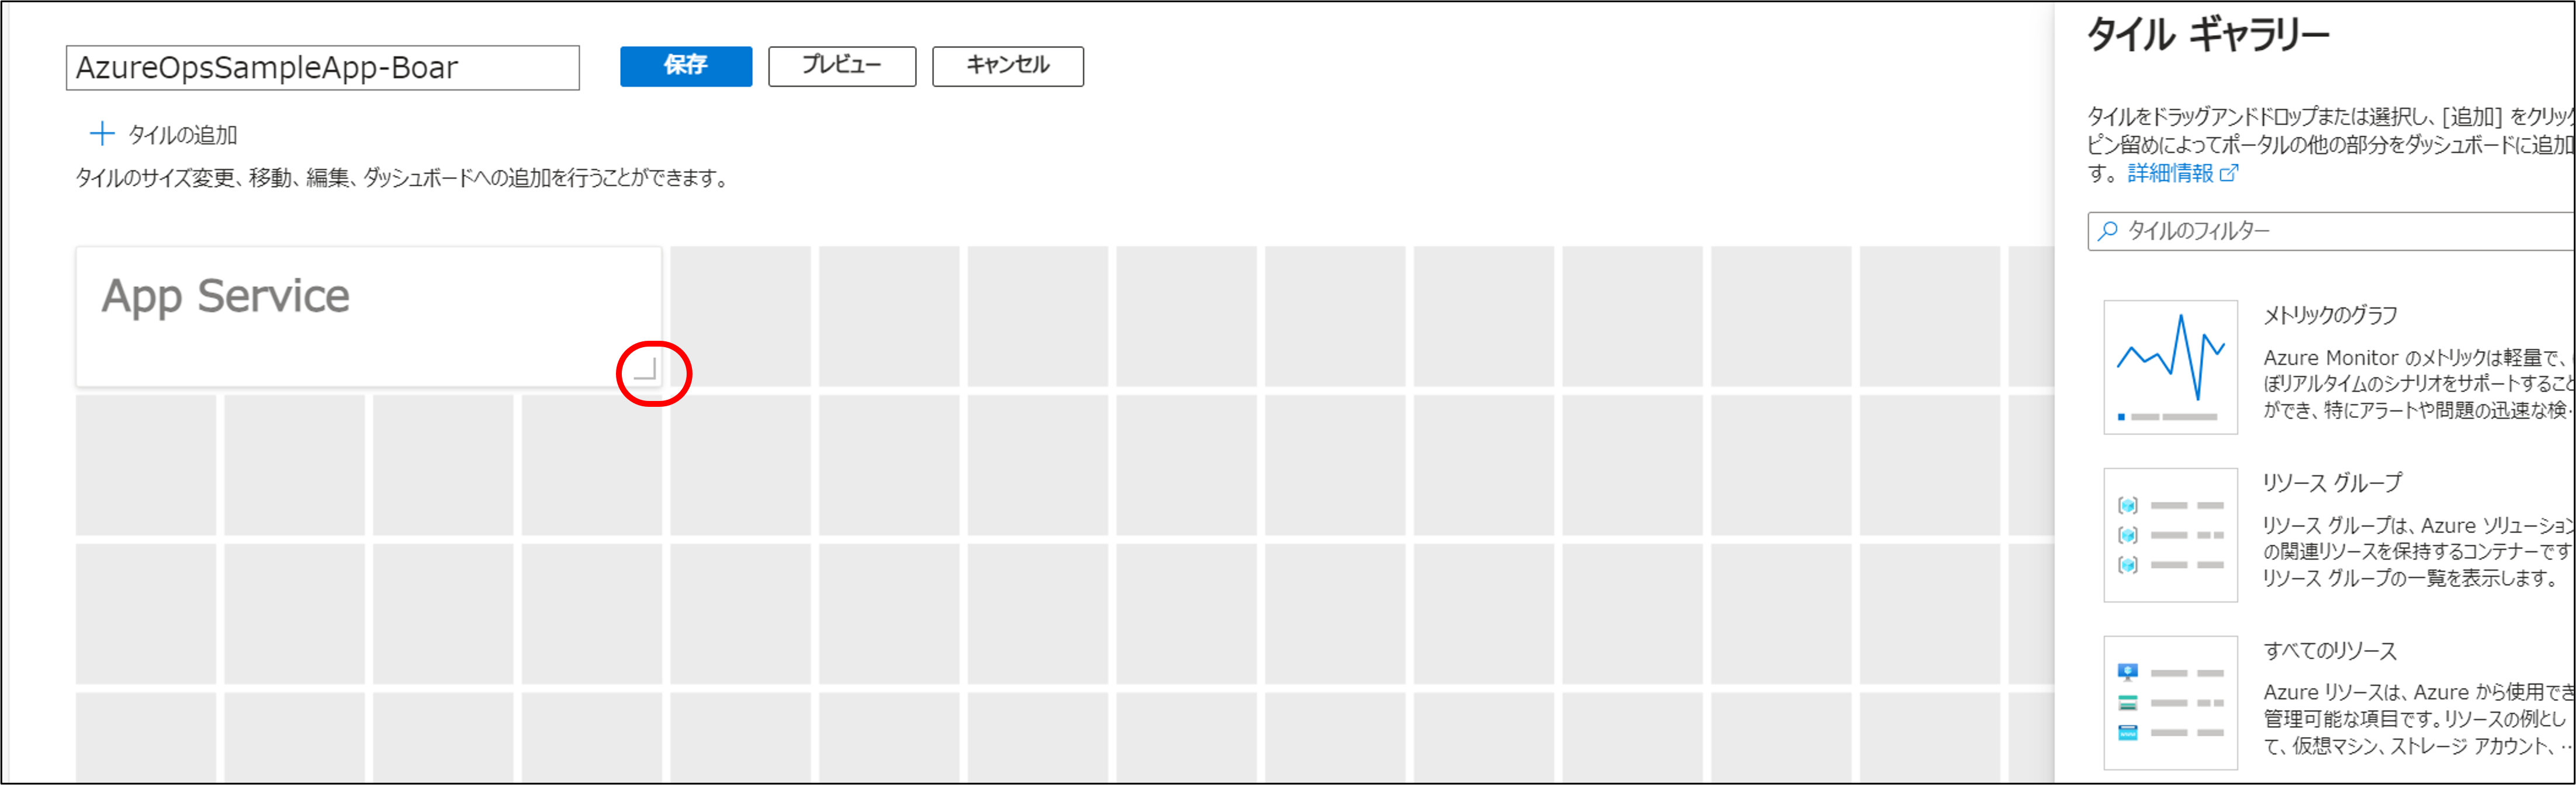 AzureOpsSampleApp-Boar
保存
プレビュー
キャンセル
タイルの追加
タイルのサイズ変更、移動、編集、ダッシュボードへの追加を行うことができます。
App Service
タイル ギャラリー
タイルをドラッグアンドドロップまたは選択し、[追加] をクリック
ピン留めによってポータルの他の部分をダッシュボードに追加
す。 詳細情報
タイルのフィルター
メトリックのグラフ
Azure Monitor のメトリックは軽量で、
ぼリアルタイムのシナリオをサポートすること
ができ、特にアラートや問題の迅速な検…
リソース グループ
リソース グループは、Azure ソリューション
の関連リソースを保持するコンテナーです
リソース グループの一覧を表示します。
すべてのリソース
Azure リソースは、Azure から使用でき
管理可能な項目です。リソースの例とし
て、仮想マシン、ストレージ アカウント、…